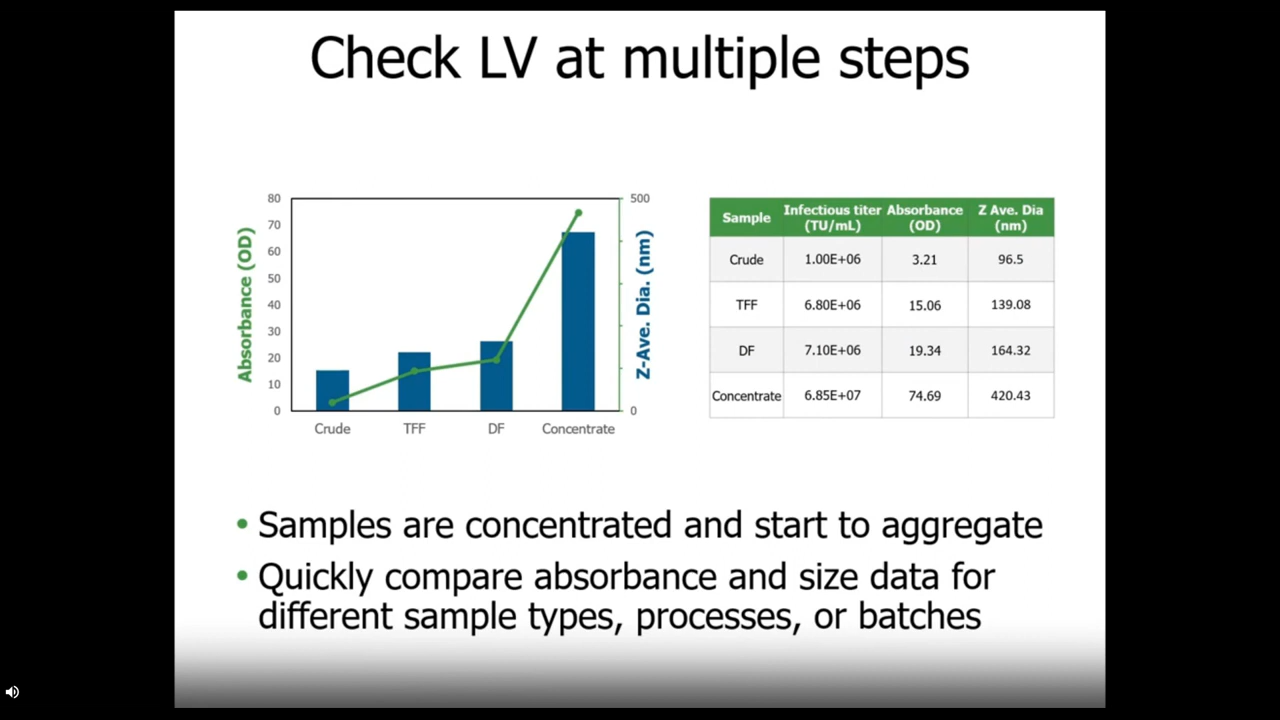 Check LV at multiple steps
80
70
60
50
40
30
20
10
0
Absorbance (OD)
500
0
Z-Ave. Dia. (nm)
Crude TFF DF Concentrate
Sample Infectious titer (TU/mL) Absorbance (OD) Z Ave. Dia (nm)
Crude 1.00E+06 3.21 96.5
TFF 6.80E+06 15.06 139.08
DF 7.10E+06 19.34 164.32
Concentrate 6.85E+07 74.69 420.43
• Samples are concentrated and start to aggregate
• Quickly compare absorbance and size data for
different sample types, processes, or batches